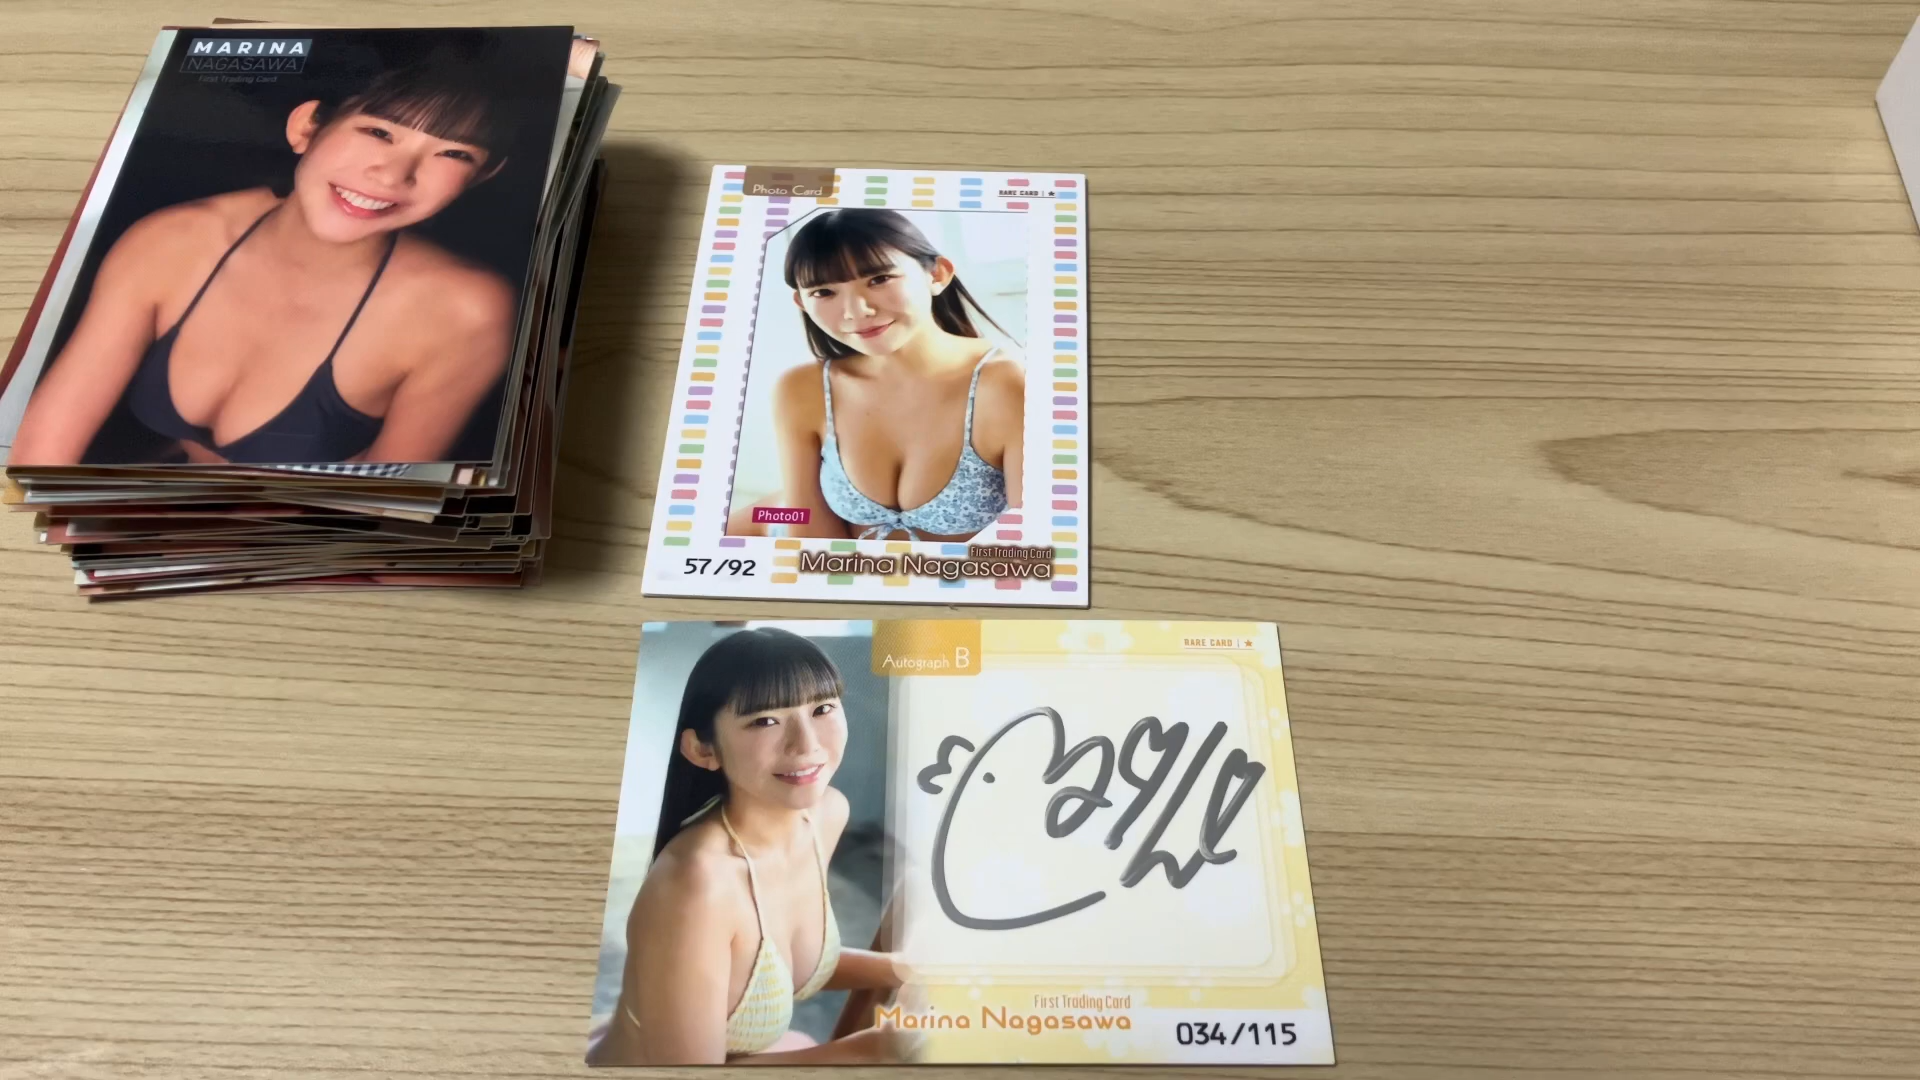 MARINA
NAGASAWA
First Trading Card
Photo Card
RARE CARD | ★
Photo01
57/92
First Trading Card
Marina Nagasawa
Autograph B
RARE CARD | ★
First Trading Card
Marina Nagasawa
034/115